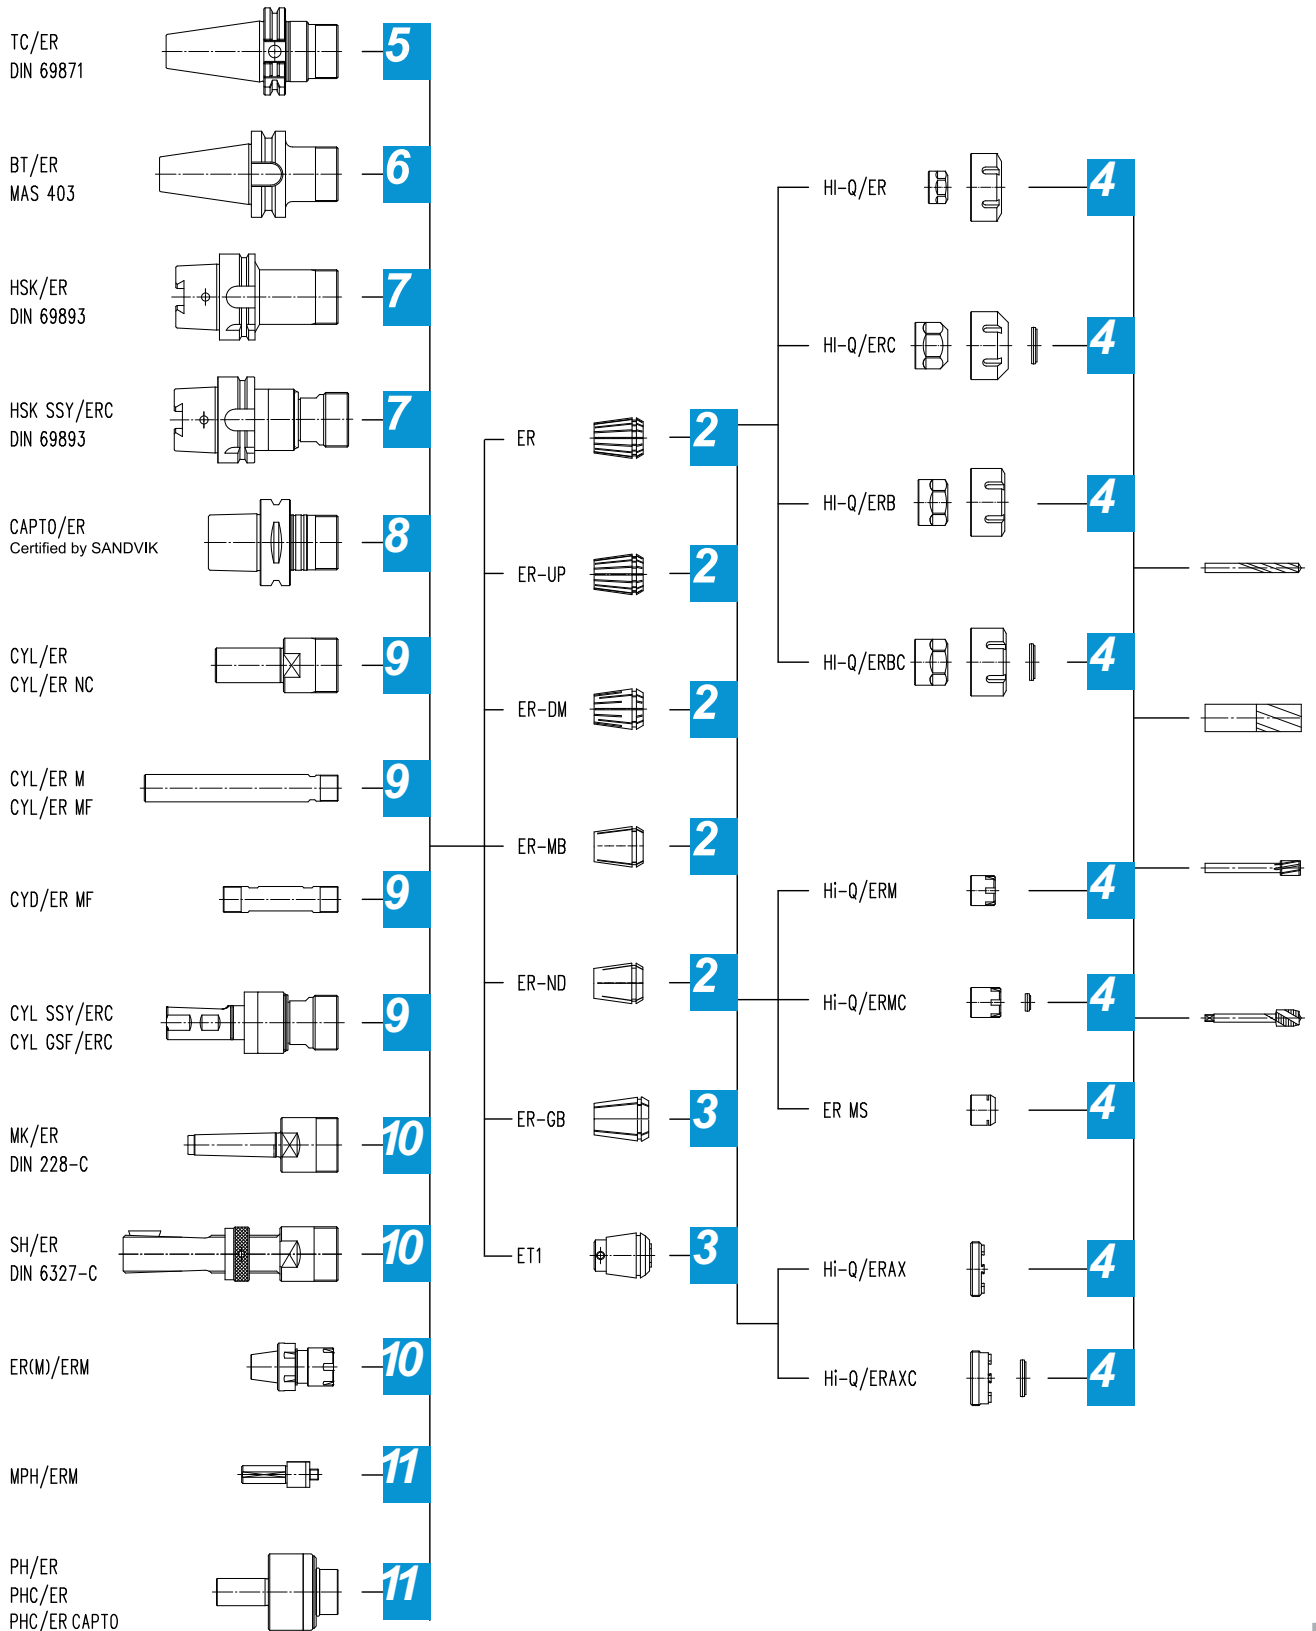 TC/ER
DIN 69871
5
BT/ER
MAS 403
6
HSK/ER
DIN 69893
7
HSK SSY/ERC
DIN 69893
7
CAPTO/ER
Certified by SANDVIK
8
CYL/ER
CYL/ER NC
9
CYL/ER M
CYL/ER MF
9
CYD/ER MF
9
CYL SSY/ERC
CYL GSF/ERC
9
MK/ER
DIN 228-C
10
SH/ER
DIN 6327-C
10
ER(M)/ERM
10
MPH/ERM
11
PH/ER
PHC/ER
PHC/ER CAPTO
11
ER
2
ER-UP
2
ER-DM
2
ER-MB
2
ER-ND
2
ER-GB
3
ET1
3
HI-Q/ER
4
HI-Q/ERC
4
HI-Q/ERB
4
HI-Q/ERBC
4
Hi-Q/ERM
4
Hi-Q/ERMC
4
ER MS
4
Hi-Q/ERAX
4
Hi-Q/ERAXC
4